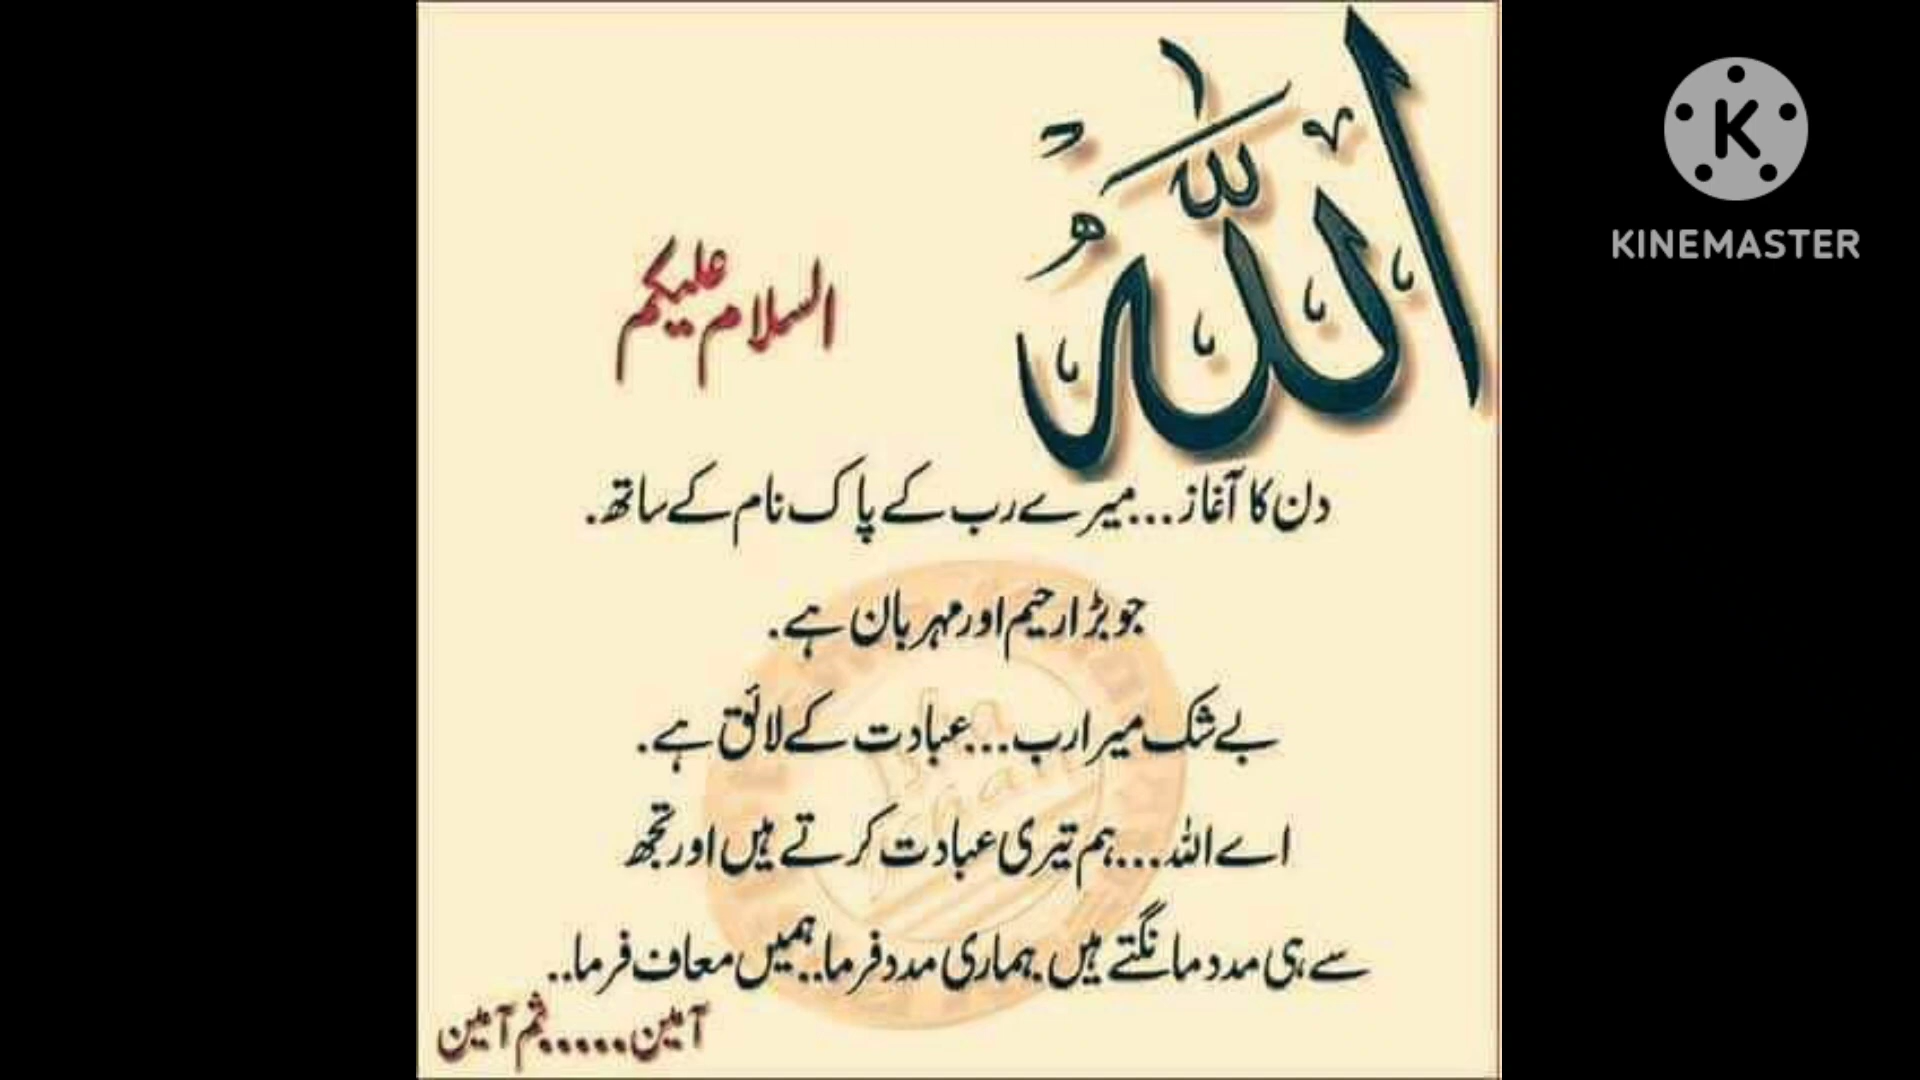 اللهُ
السلام علیکم
دن کا آغاز...میرے رب کے پاک نام کے ساتھ.
جو بڑا رحیم اور مہربان ہے.
بے شک میرا رب...عبادت کے لائق ہے.
اے اللہ...ہم تیری عبادت کرتے ہیں اور تجھ
سے ہی مدد مانگتے ہیں.ہماری مدد فرما..ہمیں معاف فرما..
آمین.....ثم آمین
K
KINEMASTER